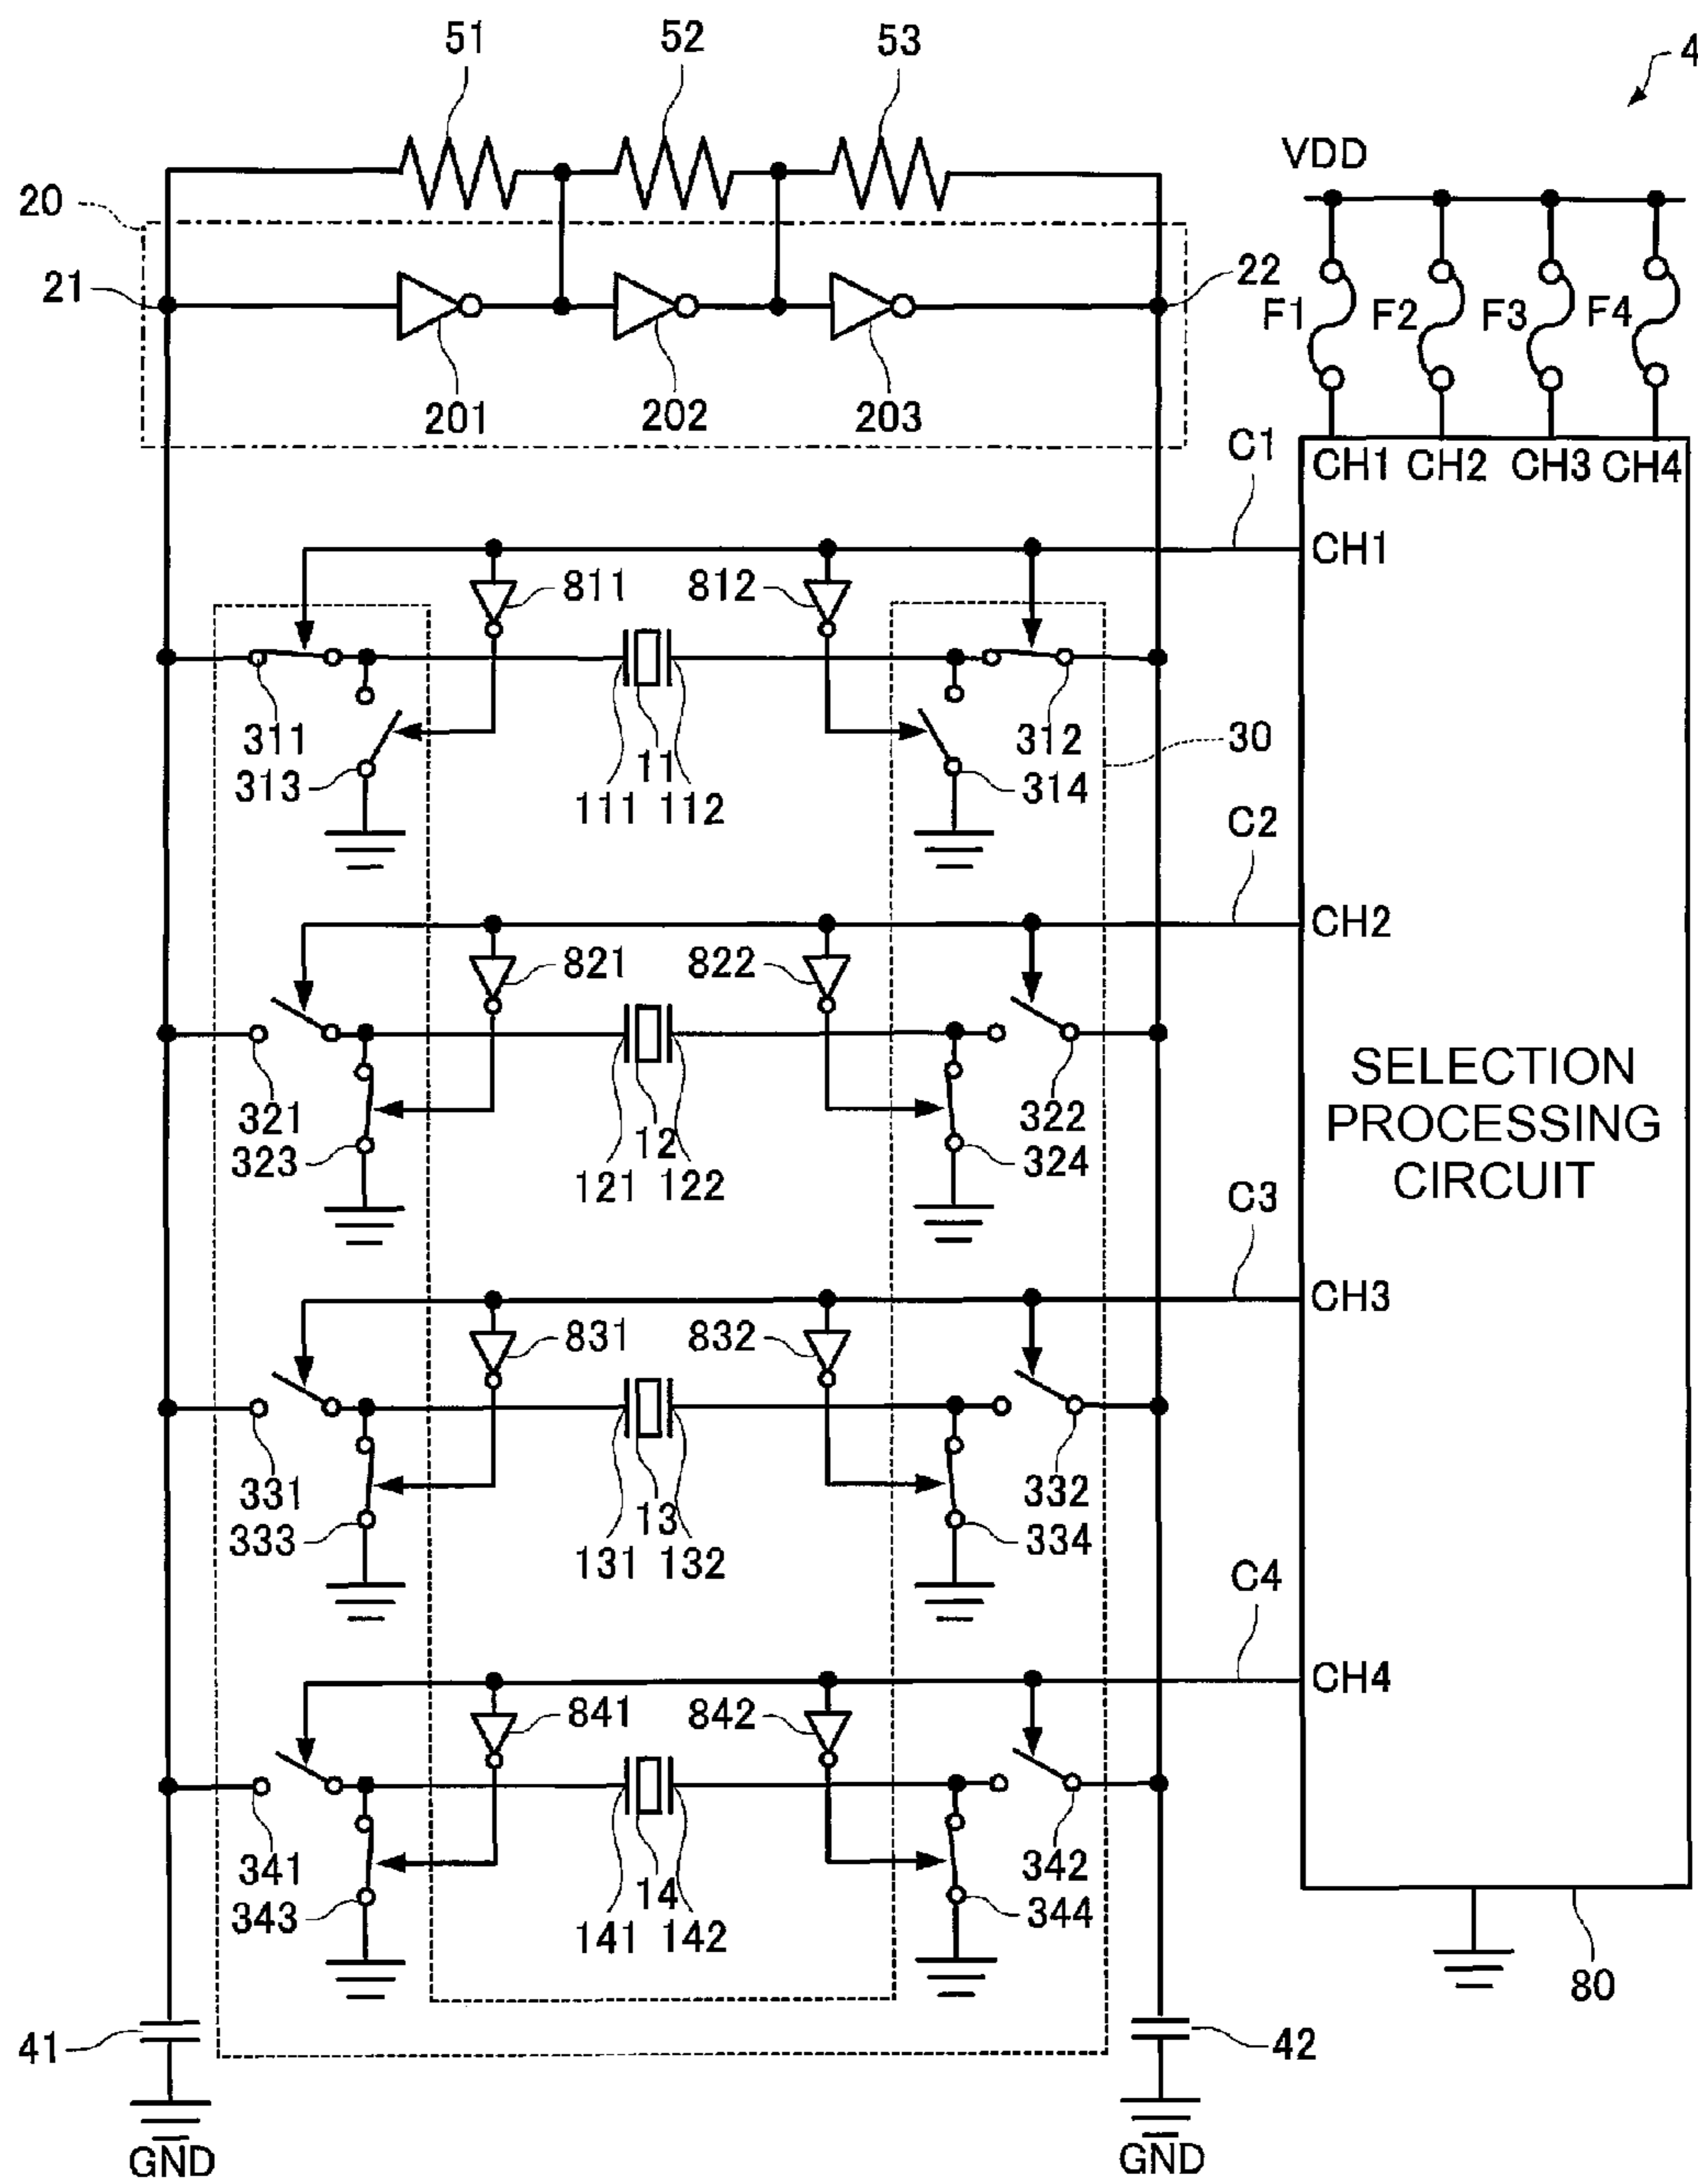 51 52 53
4
VDD
20
21 22
F1 F2 F3 F4
201 202 203
C1
CH1 CH2 CH3 CH4
CH1
811 812
311 312
30
313 314
11
111 112
C2
CH2
821 822
321 322
323 324
12
121 122
SELECTION
PROCESSING
CIRCUIT
C3
CH3
831 832
331 332
333 334
13
131 132
C4
CH4
841 842
341 342
343 344
14
141 142
80
41 42
GND GND